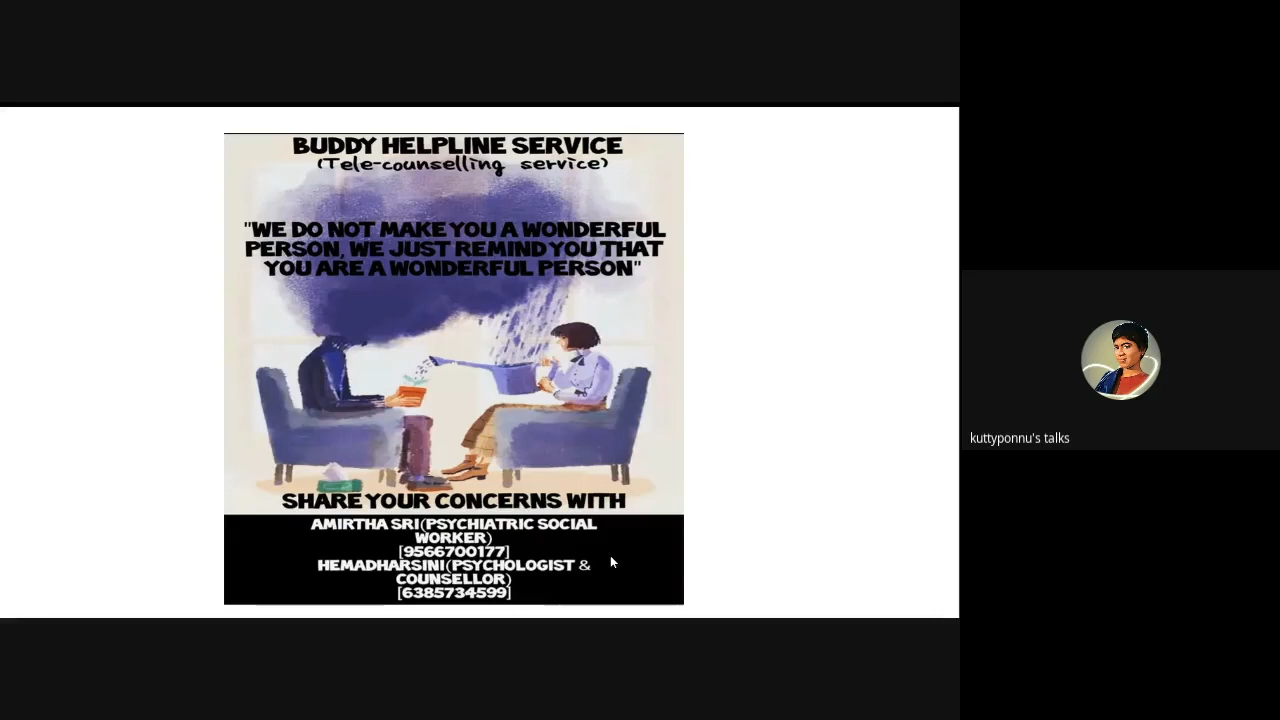 BUDDY HELPLINE SERVICE
(Tele-counselling service)
"WE DO NOT MAKE YOU A WONDERFUL
PERSON, WE JUST REMIND YOU THAT
YOU ARE A WONDERFUL PERSON"
SHARE YOUR CONCERNS WITH
AMIRTHA SRI(PSYCHIATRIC SOCIAL
WORKER)
[9566700177]
HEMADHARSINI(PSYCHOLOGIST &
COUNSELLOR)
[6385734599]
kuttyponnu's talks